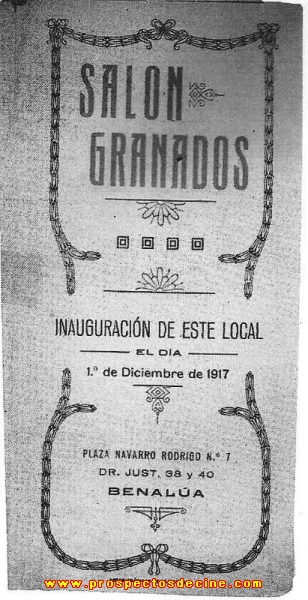 SALON
GRANADOS
INAUGURACIÓN DE ESTE LOCAL
EL DÍA
1.º de Diciembre de 1917
PLAZA NAVARRO RODRIGO N.º 7
DR. JUST, 38 y 40
BENALÚA
www.prospectosdecine.com